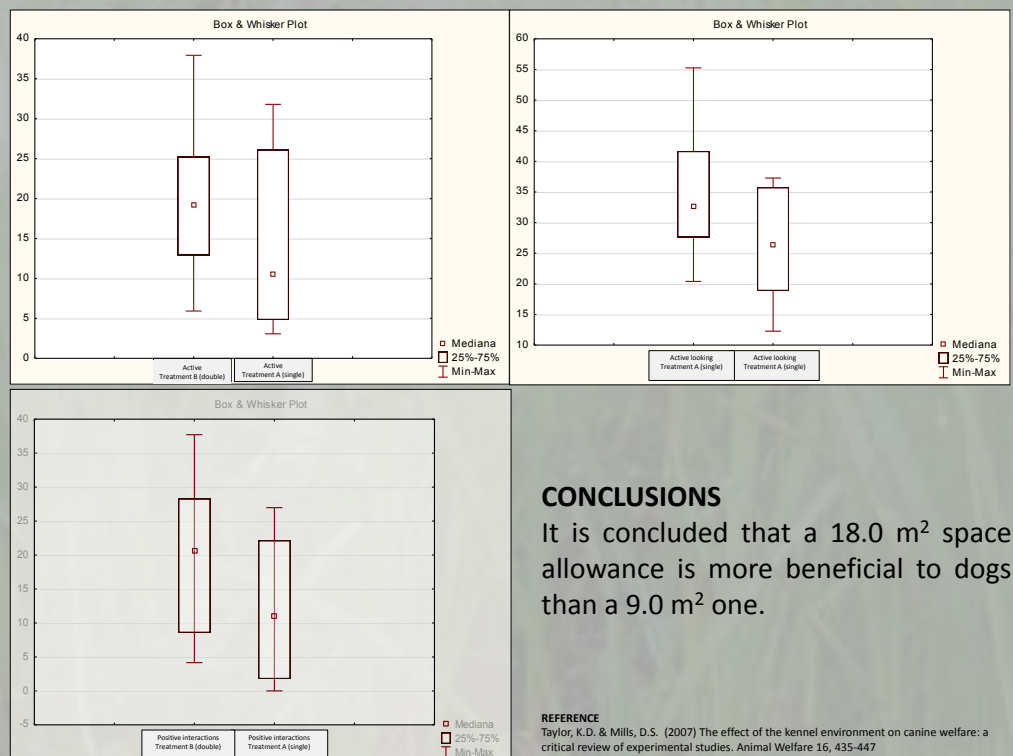 Box & Whisker Plot
40
35
30
25
20
15
10
5
0
Active
Treatment B (double)
Active
Treatment A (single)
Mediana
25%-75%
Min-Max
Box & Whisker Plot
60
55
50
45
40
35
30
25
20
15
10
Active looking
Treatment A (single)
Active looking
Treatment A (single)
Mediana
25%-75%
Min-Max
Box & Whisker Plot
40
35
30
25
20
15
10
5
0
-5
Positive interactions
Treatment B (double)
Positive interactions
Treatment A (single)
Mediana
25%-75%
Min-Max
CONCLUSIONS
It is concluded that a 18.0 m² space
allowance is more beneficial to dogs
than a 9.0 m² one.
REFERENCE
Taylor, K.D. & Mills, D.S. (2007) The effect of the kennel environment on canine welfare: a
critical review of experimental studies. Animal Welfare 16, 435-447